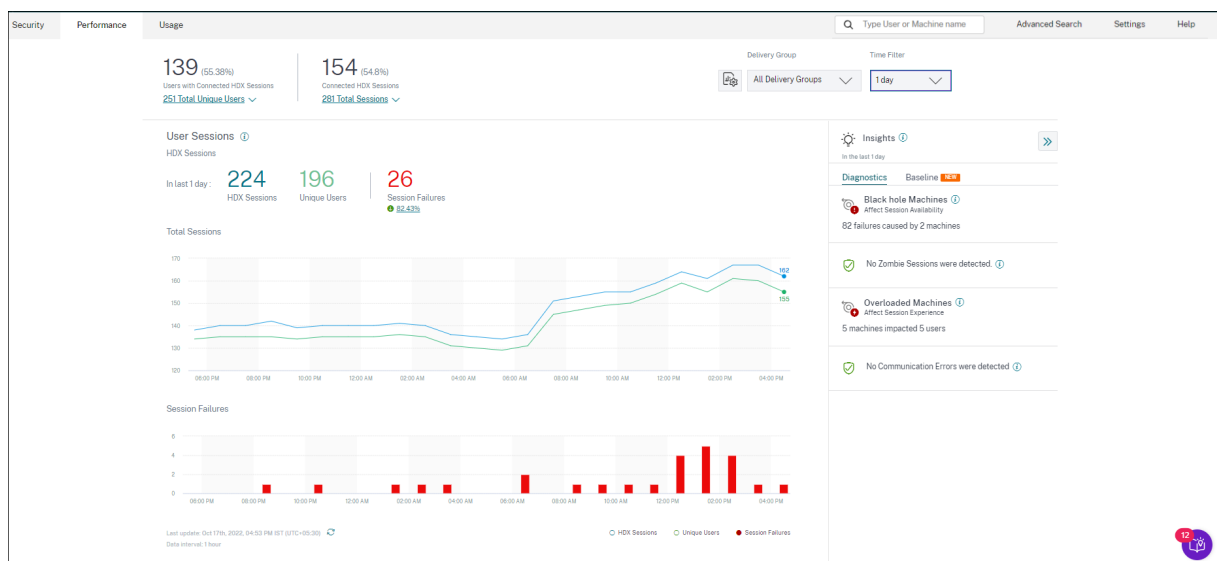 Security Performance Usage Type User or Machine name Advanced Search Settings Help
139 (55.38%)
Users with Connected HDX Sessions
251 Total Unique Users
154 (54.8%)
Connected HDX Sessions
281 Total Sessions
Delivery Group
All Delivery Groups
Time Filter
1 day
User Sessions
HDX Sessions
In last 1 day :
224
HDX Sessions
196
Unique Users
26
Session Failures
82.43%
Total Sessions
170
160
150
140
130
120
162
155
06:00 PM 08:00 PM 10:00 PM 12:00 AM 02:00 AM 04:00 AM 06:00 AM 08:00 AM 10:00 AM 12:00 PM 02:00 PM 04:00 PM
Session Failures
6
4
2
0
06:00 PM 08:00 PM 10:00 PM 12:00 AM 02:00 AM 04:00 AM 06:00 AM 08:00 AM 10:00 AM 12:00 PM 02:00 PM 04:00 PM
Last update: Oct 17th, 2022, 04:53 PM IST (UTC+05:30)
Data interval: 1 hour
HDX Sessions Unique Users Session Failures
Insights
In the last 1 day
Diagnostics Baseline NEW
Black hole Machines
Affect Session Availability
82 failures caused by 2 machines
No Zombie Sessions were detected.
Overloaded Machines
Affect Session Experience
5 machines impacted 5 users
No Communication Errors were detected
12